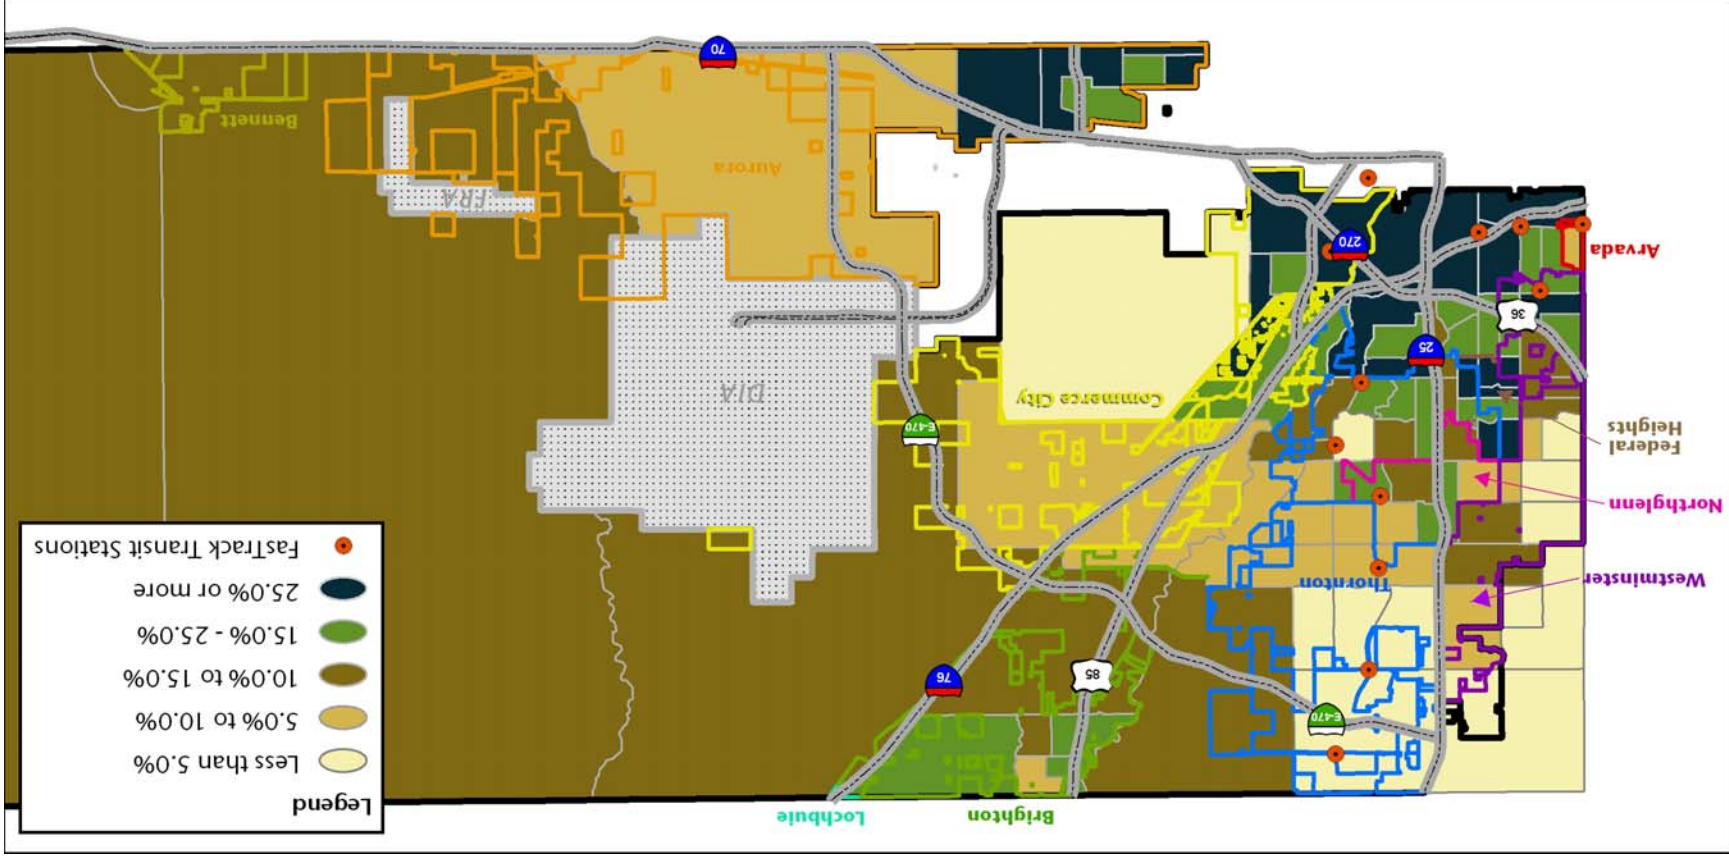 Brighton
Lochbuie
Legend
Less than 5.0%
5.0% to 10.0%
10.0% to 15.0%
15.0% - 25.0%
25.0% or more
FasTrack Transit Stations
E-470
85
76
Westminster
Thornton
Northglenn
Federal
Heights
E-470
Commerce City
DIA
25
36
Arvada
270
FRA
Aurora
Bennett
70